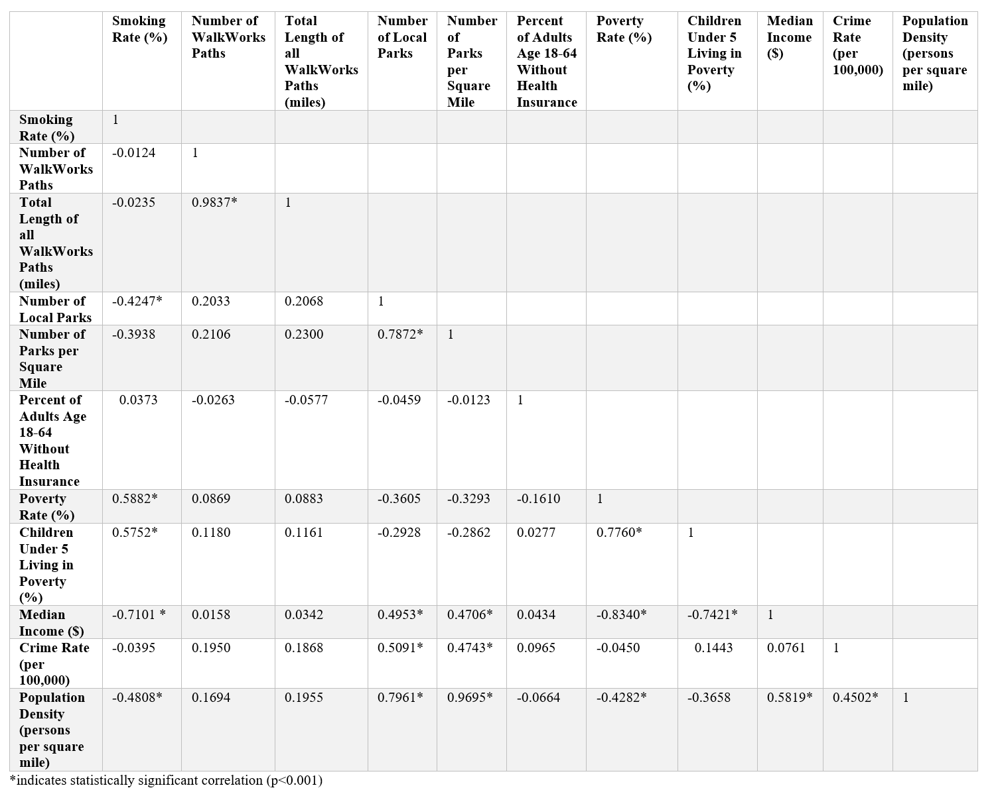 Smoking Rate (%) Number of WalkWorks Paths Total Length of all WalkWorks Paths (miles) Number of Local Parks Number of Parks per Square Mile Percent of Adults Age 18-64 Without Health Insurance Poverty Rate (%) Children Under 5 Living in Poverty (%) Median Income ($) Crime Rate (per 100,000) Population Density (persons per square mile)
Smoking Rate (%) 1
Number of WalkWorks Paths -0.0124 1
Total Length of all WalkWorks Paths (miles) -0.0235 0.9837* 1
Number of Local Parks -0.4247* 0.2033 0.2068 1
Number of Parks per Square Mile -0.3938 0.2106 0.2300 0.7872* 1
Percent of Adults Age 18-64 Without Health Insurance 0.0373 -0.0263 -0.0577 -0.0459 -0.0123 1
Poverty Rate (%) 0.5882* 0.0869 0.0883 -0.3605 -0.3293 -0.1610 1
Children Under 5 Living in Poverty (%) 0.5752* 0.1180 0.1161 -0.2928 -0.2862 0.0277 0.7760* 1
Median Income ($) -0.7101 * 0.0158 0.0342 0.4953* 0.4706* 0.0434 -0.8340* -0.7421* 1
Crime Rate (per 100,000) -0.0395 0.1950 0.1868 0.5091* 0.4743* 0.0965 -0.0450 0.1443 0.0761 1
Population Density (persons per square mile) -0.4808* 0.1694 0.1955 0.7961* 0.9695* -0.0664 -0.4282* -0.3658 0.5819* 0.4502* 1
*indicates statistically significant correlation (p<0.001)